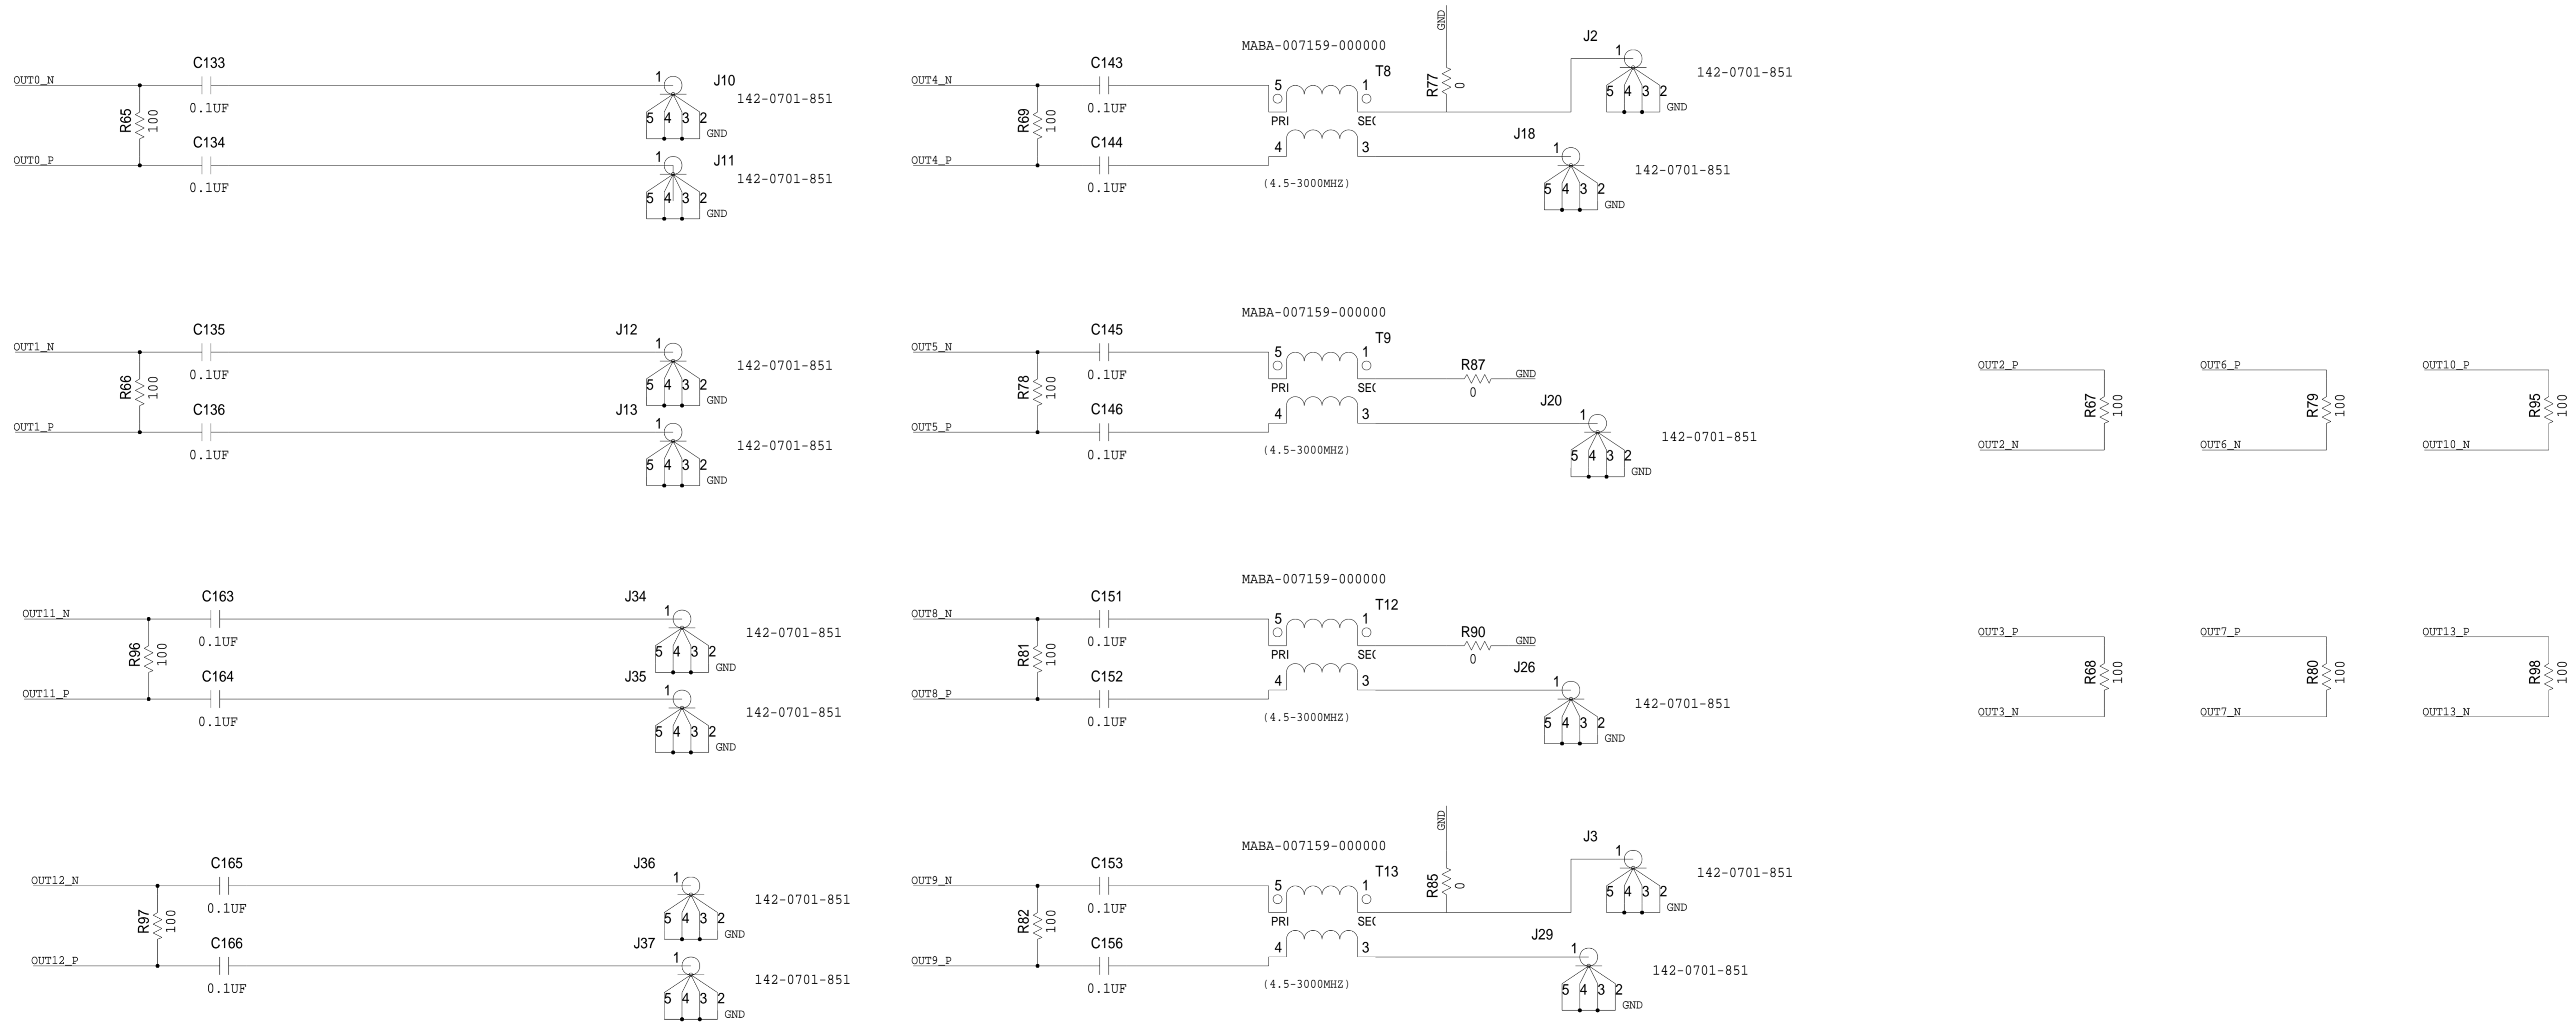 OUT0_N
C133
0.1UF
R65
100
OUT0_P
C134
0.1UF
1
J10
142-0701-851
5 4 3 2
GND
1
J11
142-0701-851
5 4 3 2
GND
OUT4_N
C143
0.1UF
R69
100
OUT4_P
C144
0.1UF
MABA-007159-000000
T8
5
1
PRI
SEC
4
3
(4.5-3000MHZ)
GND
R77
0
J2
1
142-0701-851
5 4 3 2
GND
J18
1
142-0701-851
5 4 3 2
GND
OUT1_N
C135
0.1UF
R66
100
OUT1_P
C136
0.1UF
J12
1
142-0701-851
5 4 3 2
GND
J13
1
142-0701-851
5 4 3 2
GND
OUT5_N
C145
0.1UF
R78
100
OUT5_P
C146
0.1UF
MABA-007159-000000
T9
5
1
PRI
SEC
4
3
(4.5-3000MHZ)
R87
0
GND
J20
1
142-0701-851
5 4 3 2
GND
OUT2_P
R67
100
OUT2_N
OUT6_P
R79
100
OUT6_N
OUT10_P
R95
100
OUT10_N
OUT11_N
C163
0.1UF
R96
100
OUT11_P
C164
0.1UF
J34
1
142-0701-851
5 4 3 2
GND
J35
1
142-0701-851
5 4 3 2
GND
OUT8_N
C151
0.1UF
R81
100
OUT8_P
C152
0.1UF
MABA-007159-000000
T12
5
1
PRI
SEC
4
3
(4.5-3000MHZ)
R90
0
GND
J26
1
142-0701-851
5 4 3 2
GND
OUT3_P
R68
100
OUT3_N
OUT7_P
R80
100
OUT7_N
OUT13_P
R98
100
OUT13_N
OUT12_N
C165
0.1UF
R97
100
OUT12_P
C166
0.1UF
J36
1
142-0701-851
5 4 3 2
GND
J37
1
142-0701-851
5 4 3 2
GND
OUT9_N
C153
0.1UF
R82
100
OUT9_P
C156
0.1UF
MABA-007159-000000
T13
5
1
PRI
SEC
4
3
(4.5-3000MHZ)
GND
R85
0
J3
1
142-0701-851
5 4 3 2
GND
J29
1
142-0701-851
5 4 3 2
GND